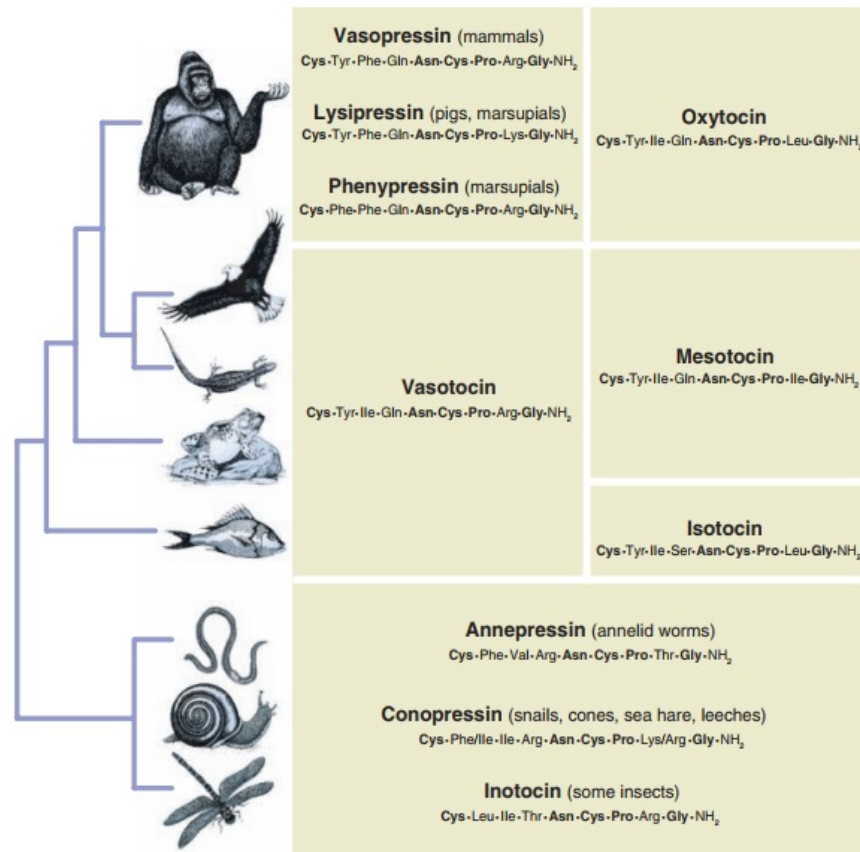 Vasopressin (mammals)
Cys·Tyr·Phe·Gln·Asn·Cys·Pro·Arg·Gly·NH₂
Lysipressin (pigs, marsupials)
Cys·Tyr·Phe·Gln·Asn·Cys·Pro·Lys·Gly·NH₂
Phenypressin (marsupials)
Cys·Phe·Phe·Gln·Asn·Cys·Pro·Arg·Gly·NH₂
Oxytocin
Cys·Tyr·Ile·Gln·Asn·Cys·Pro·Leu·Gly·NH₂
Vasotocin
Cys·Tyr·Ile·Gln·Asn·Cys·Pro·Arg·Gly·NH₂
Mesotocin
Cys·Tyr·Ile·Gln·Asn·Cys·Pro·Ile·Gly·NH₂
Isotocin
Cys·Tyr·Ile·Ser·Asn·Cys·Pro·Leu·Gly·NH₂
Annepressin (annelid worms)
Cys·Phe·Val·Arg·Asn·Cys·Pro·Thr·Gly·NH₂
Conopressin (snails, cones, sea hare, leeches)
Cys·Phe/Ile·Ile·Arg·Asn·Cys·Pro·Lys/Arg·Gly·NH₂
Inotocin (some insects)
Cys·Leu·Ile·Thr·Asn·Cys·Pro·Arg·Gly·NH₂